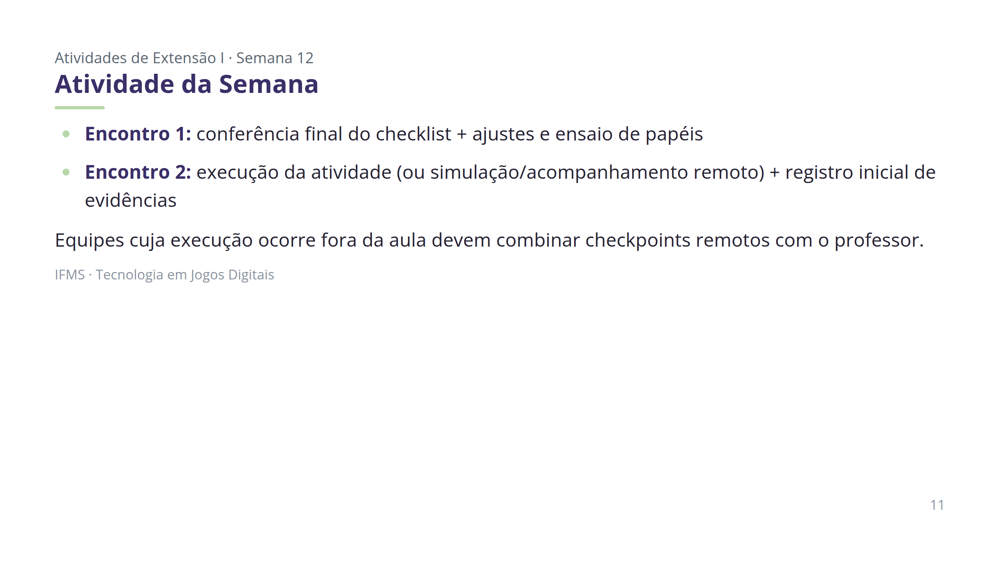 Atividades de Extensão I · Semana 12
Atividade da Semana
Encontro 1: conferência final do checklist + ajustes e ensaio de papéis
Encontro 2: execução da atividade (ou simulação/acompanhamento remoto) + registro inicial de
evidências
Equipes cuja execução ocorre fora da aula devem combinar checkpoints remotos com o professor.
IFMS · Tecnologia em Jogos Digitais
11